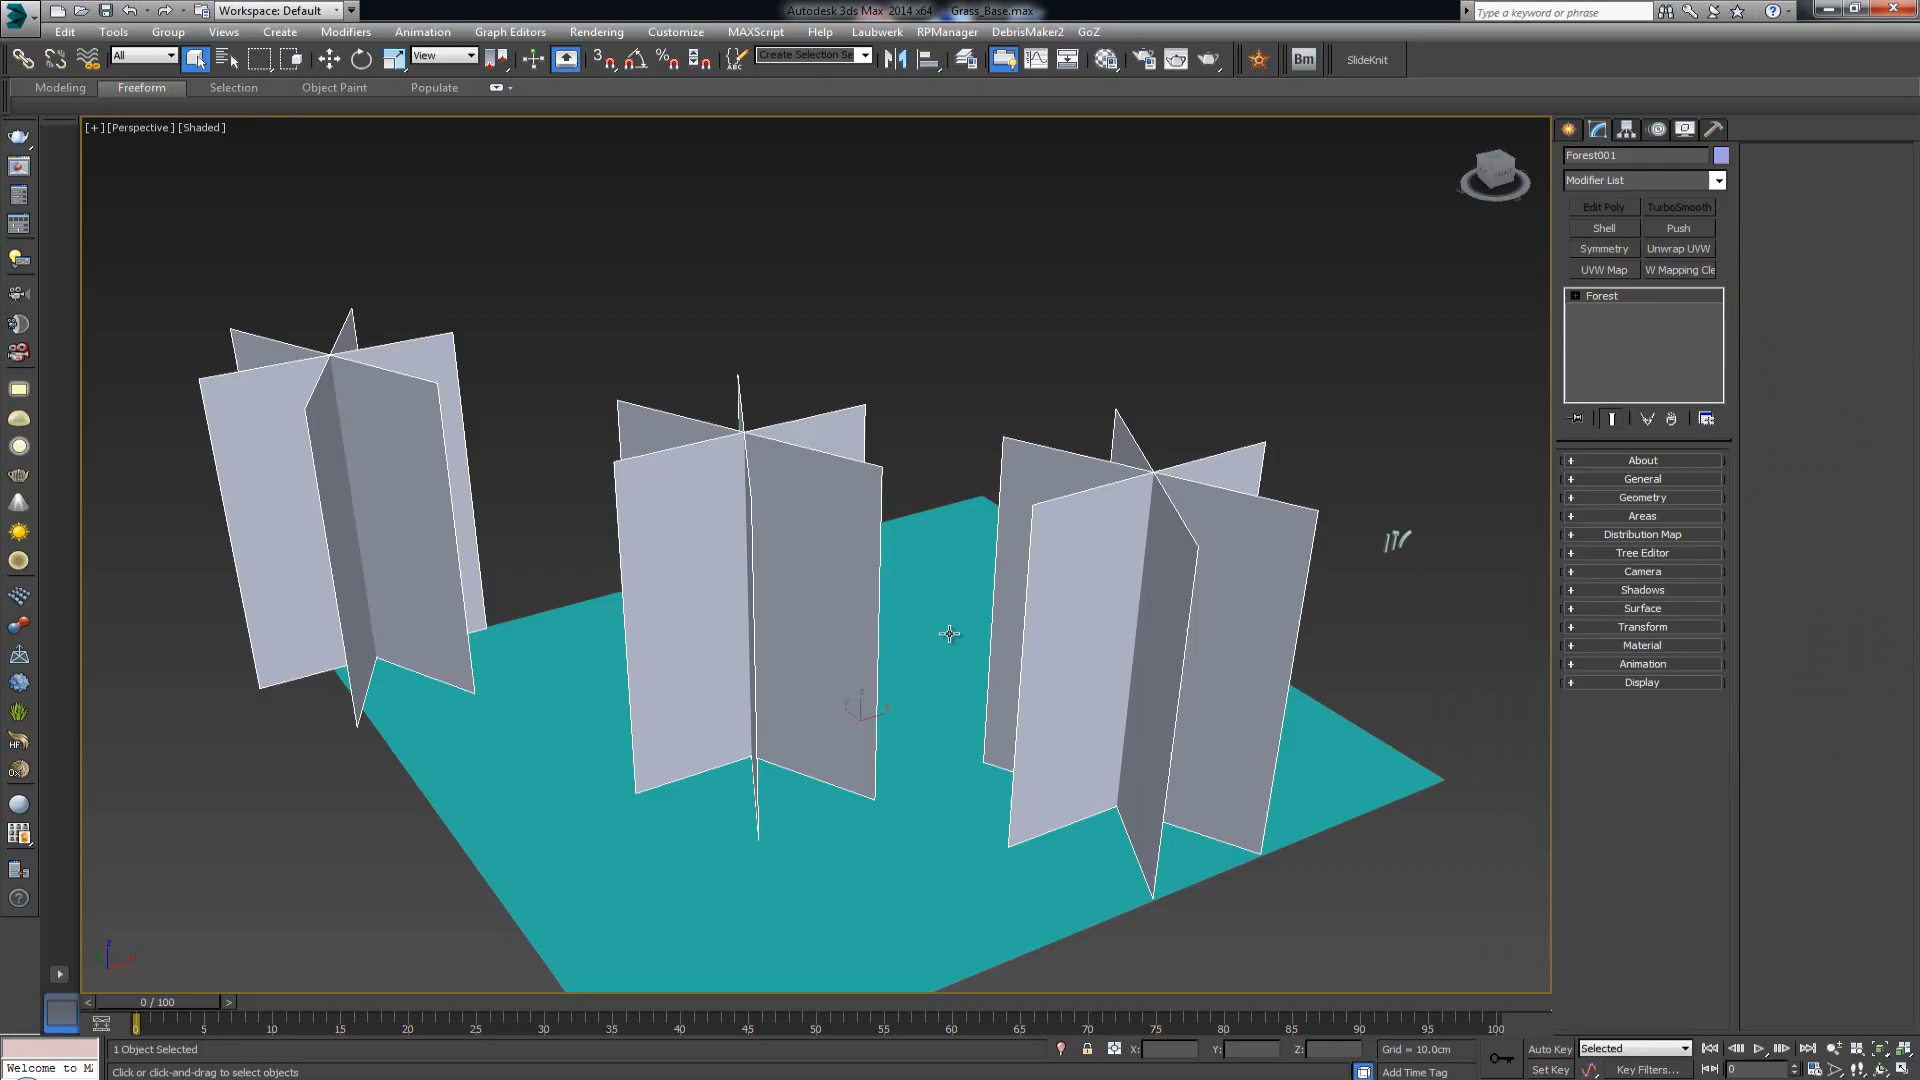 Workspace: Default
Autodesk 3ds Max 2014 x64 Grass_Base.max
Type a keyword or phrase
Edit Tools Group Views Create Modifiers Animation Graph Editors Rendering Customize MAXScript Help Laubwerk RPManager DebrisMaker2 GoZ
All
View
3
Create Selection Se
Bm
SlideKnit
Modeling Freeform Selection Object Paint Populate
[+] [Perspective] [Shaded]
Forest001
Modifier List
Edit Poly TurboSmooth
Shell Push
Symmetry Unwrap UVW
UVW Map W Mapping Cle
Forest
+ About
+ General
+ Geometry
+ Areas
+ Distribution Map
+ Tree Editor
+ Camera
+ Shadows
+ Surface
+ Transform
+ Material
+ Animation
+ Display
HF
z
x
z
< 0 / 100 >
0 5 10 15 20 25 30 35 40 45 50 55 60 65 70 75 80 85 90 95 100
1 Object Selected
X: Y: Z: Grid = 10.0cm
Auto Key Selected
Welcome to MA
Click or click-and-drag to select objects
Add Time Tag
Set Key Key Filters... 0